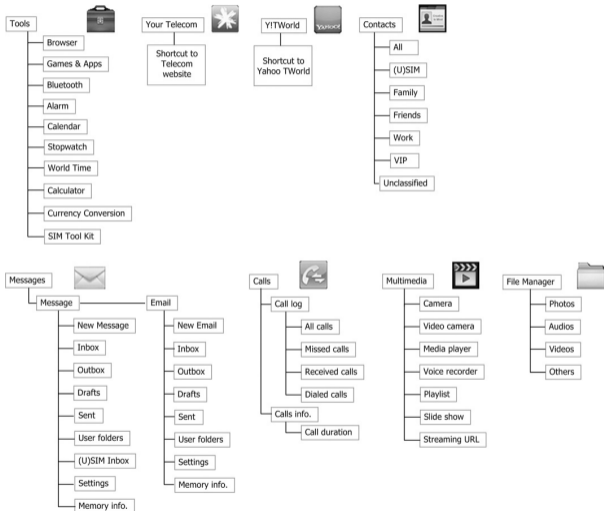 Tools
Browser
Games & Apps
Bluetooth
Alarm
Calendar
Stopwatch
World Time
Calculator
Currency Conversion
SIM Tool Kit
Your Telecom
Shortcut to
Telecom
website
Y!TWorld
YAHOO!
Shortcut to
Yahoo TWorld
Contacts
All
(U)SIM
Family
Friends
Work
VIP
Unclassified
Messages
Message
New Message
Inbox
Outbox
Drafts
Sent
User folders
(U)SIM Inbox
Settings
Memory info.
Email
New Email
Inbox
Outbox
Drafts
Sent
User folders
Settings
Memory info.
Calls
Call log
All calls
Missed calls
Received calls
Dialed calls
Calls info.
Call duration
Multimedia
Camera
Video camera
Media player
Voice recorder
Playlist
Slide show
Streaming URL
File Manager
Photos
Audios
Videos
Others